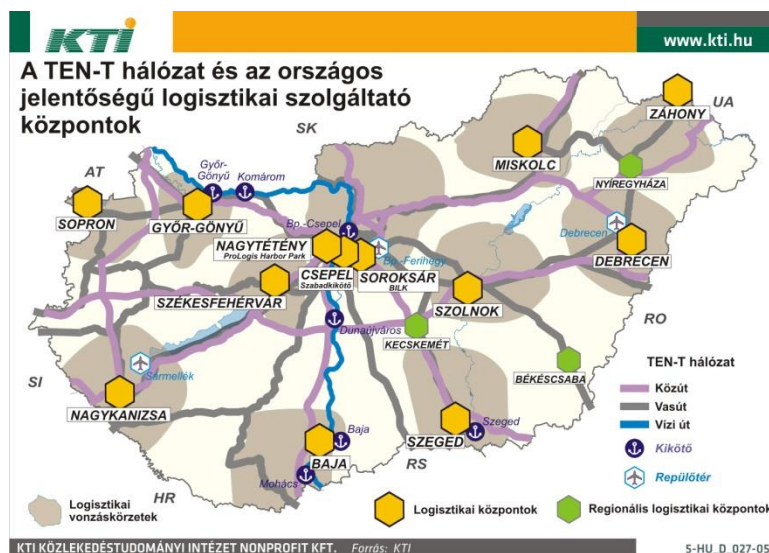 KTI
www.kti.hu
A TEN-T hálózat és az országos
jelentőségű logisztikai szolgáltató
központok
SK
UA
ZÁHONY
MISKOLC
NYÍREGYHÁZA
AT
Győr-
Gönyű
Komárom
SOPRON
GYŐR-GÖNYŰ
Bp.-Csepel
NAGYTÉTÉNY
ProLogis Harbor Park
Bp.-Ferihegy
Debrecen
DEBRECEN
CSEPEL
Szabadkikötő
SOROKSÁR
BILK
SZÉKESFEHÉRVÁR
SZOLNOK
RO
Dunaújváros
KECSKEMÉT
SI
Sármellék
BÉKÉSCSABA
NAGYKANIZSA
TEN-T hálózat
Közút
Vasút
Vízi út
Kikötő
Repülőtér
SZEGED
Szeged
Baja
BAJA
Mohács
RS
HR
Logisztikai
vonzáskörzetek
Logisztikai központok
Regionális logisztikai központok
KTI KÖZLEKEDÉSTUDOMÁNYI INTÉZET NONPROFIT KFT. Forrás: KTI
5-HU_D_027-05